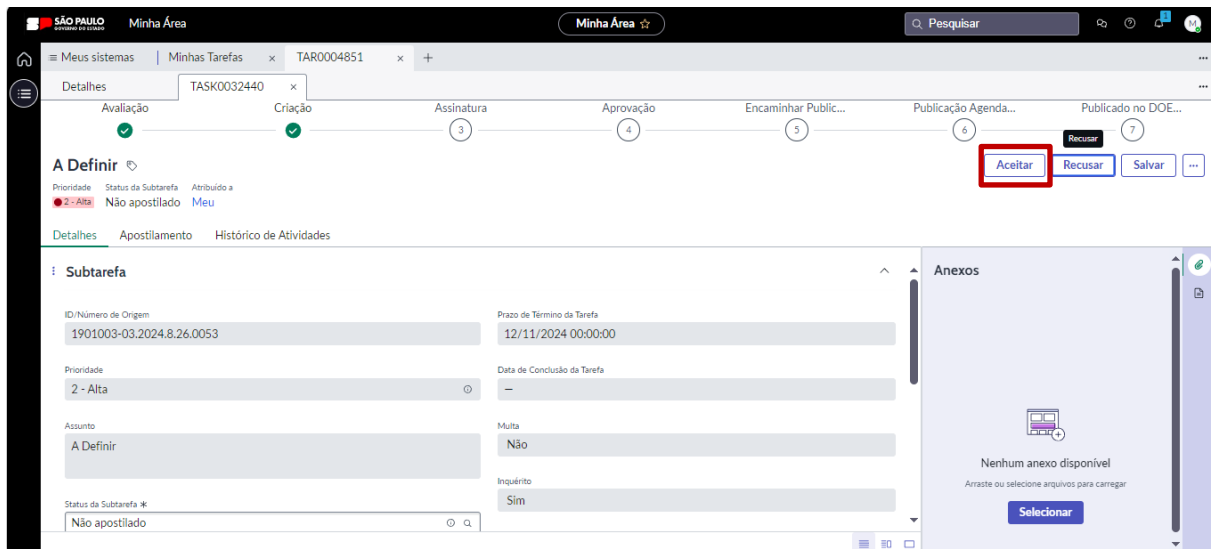 SÃO PAULO
GOVERNO DO ESTADO
Minha Área
Minha Área
Pesquisar
1
M
Meus sistemas
Minhas Tarefas
TAR0004851
Detalhes
TASK0032440
Avaliação
Criação
Assinatura
Aprovação
Encaminhar Public...
Publicação Agenda...
Publicado no DOE...
3
4
5
6
7
Recusar
A Definir
Aceitar
Recusar
Salvar
Prioridade
Status da Subtarefa
Atribuído a
2 - Alta
Não apostilado
Meu
Detalhes
Apostilamento
Histórico de Atividades
Subtarefa
ID/Número de Origem
1901003-03.2024.8.26.0053
Prazo de Término da Tarefa
12/11/2024 00:00:00
Prioridade
2 - Alta
Data de Conclusão da Tarefa
—
Assunto
A Definir
Multa
Não
Inquérito
Sim
Status da Subtarefa *
Não apostilado
Anexos
Nenhum anexo disponível
Arraste ou selecione arquivos para carregar
Selecionar